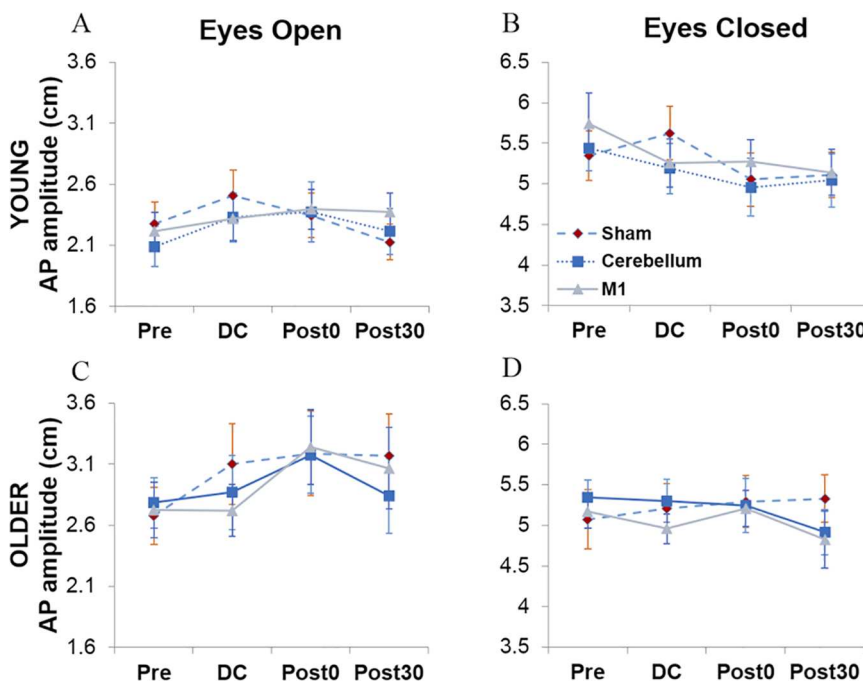 A
Eyes Open
B
Eyes Closed
YOUNG
AP amplitude (cm)
3.6
3.1
2.6
2.1
1.6
Pre DC Post0 Post30
6.5
6
5.5
5
4.5
4
3.5
Sham
Cerebellum
M1
Pre DC Post0 Post30
C
D
OLDER
AP amplitude (cm)
3.6
3.1
2.6
2.1
1.6
Pre DC Post0 Post30
6.5
6
5.5
5
4.5
4
3.5
Pre DC Post0 Post30